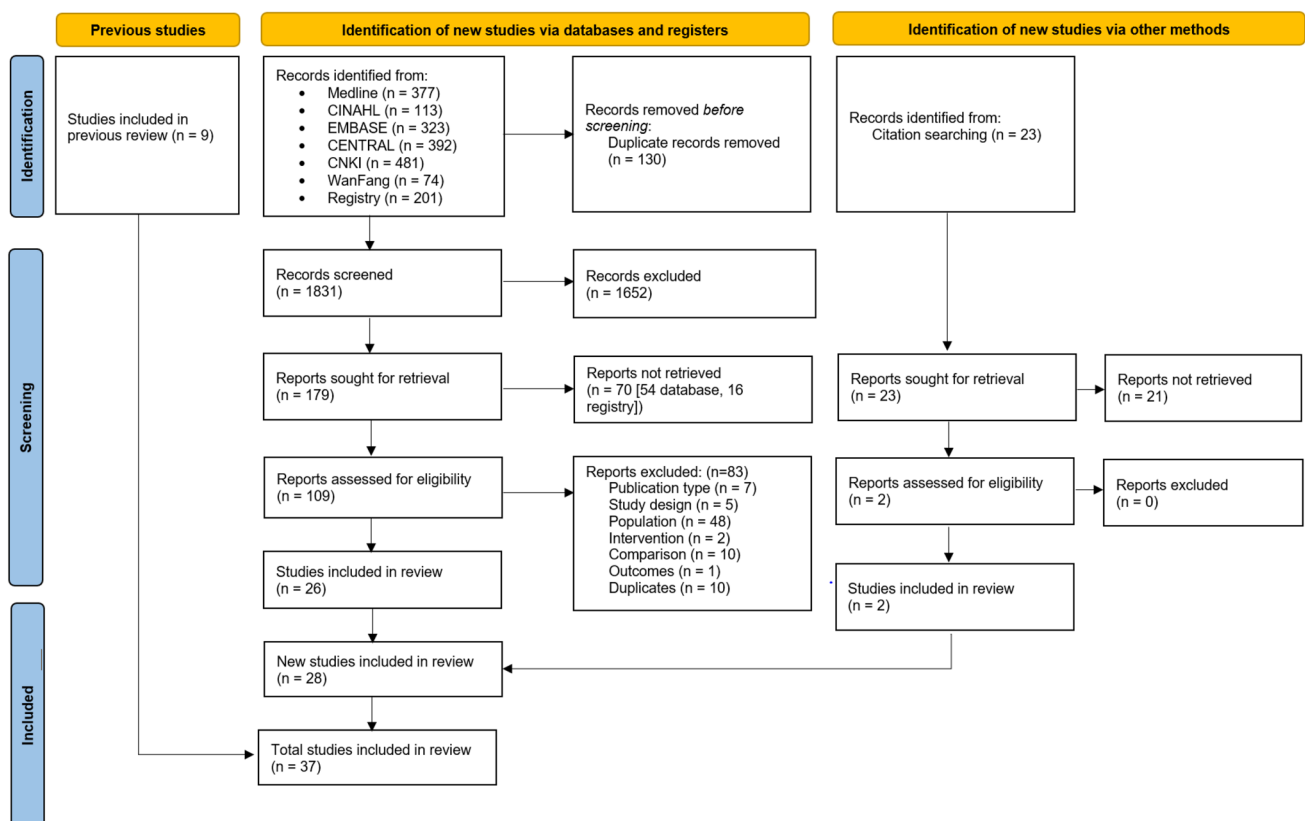 Previous studies
Identification of new studies via databases and registers
Identification of new studies via other methods
Identification
Studies included in
previous review (n = 9)
Records identified from:
• Medline (n = 377)
• CINAHL (n = 113)
• EMBASE (n = 323)
• CENTRAL (n = 392)
• CNKI (n = 481)
• WanFang (n = 74)
• Registry (n = 201)
Records removed before
screening:
Duplicate records removed
(n = 130)
Records identified from:
Citation searching (n = 23)
Screening
Records screened
(n = 1831)
Records excluded
(n = 1652)
Reports sought for retrieval
(n = 179)
Reports not retrieved
(n = 70 [54 database, 16
registry])
Reports sought for retrieval
(n = 23)
Reports not retrieved
(n = 21)
Reports assessed for eligibility
(n = 109)
Reports excluded: (n=83)
Publication type (n = 7)
Study design (n = 5)
Population (n = 48)
Intervention (n = 2)
Comparison (n = 10)
Outcomes (n = 1)
Duplicates (n = 10)
Reports assessed for eligibility
(n = 2)
Reports excluded
(n = 0)
Studies included in review
(n = 26)
Studies included in review
(n = 2)
Included
New studies included in review
(n = 28)
Total studies included in review
(n = 37)